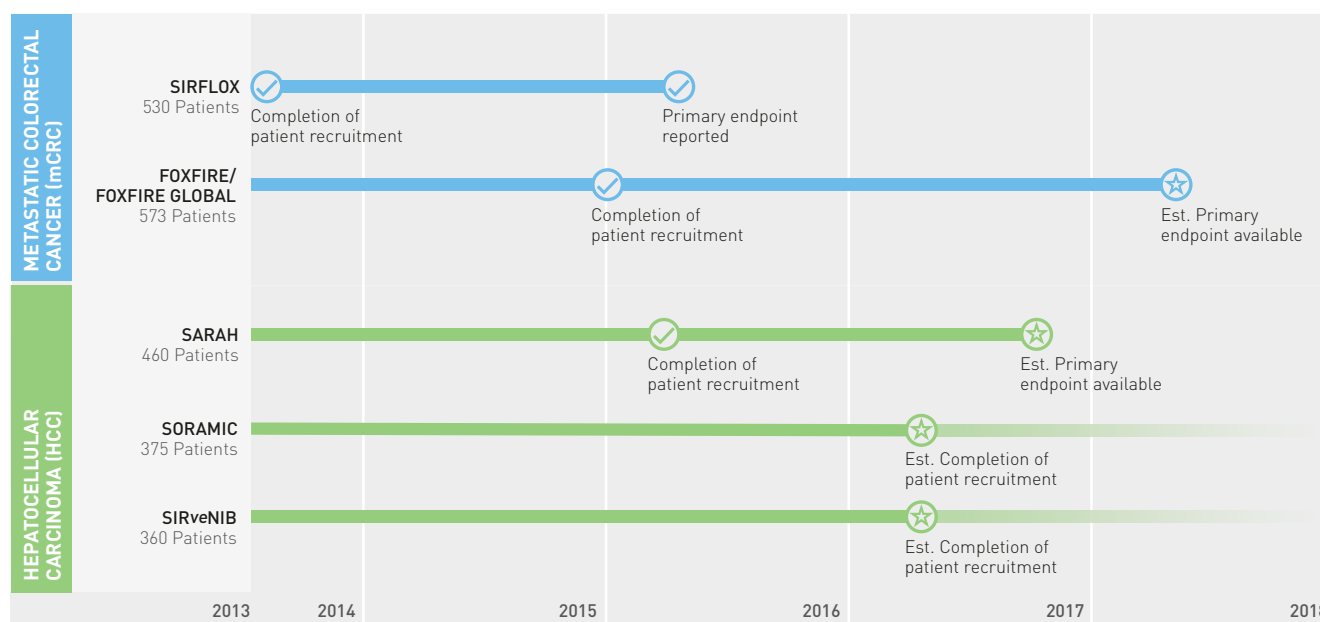 METASTATIC COLORECTAL
CANCER (mCRC)
SIRFLOX
530 Patients
Completion of
patient recruitment
Primary endpoint
reported
FOXFIRE/
FOXFIRE GLOBAL
573 Patients
Completion of
patient recruitment
Est. Primary
endpoint available
HEPATOCELLULAR
CARCINOMA (HCC)
SARAH
460 Patients
Completion of
patient recruitment
Est. Primary
endpoint available
SORAMIC
375 Patients
Est. Completion of
patient recruitment
SIRveNIB
360 Patients
Est. Completion of
patient recruitment
2013 2014 2015 2016 2017 2018